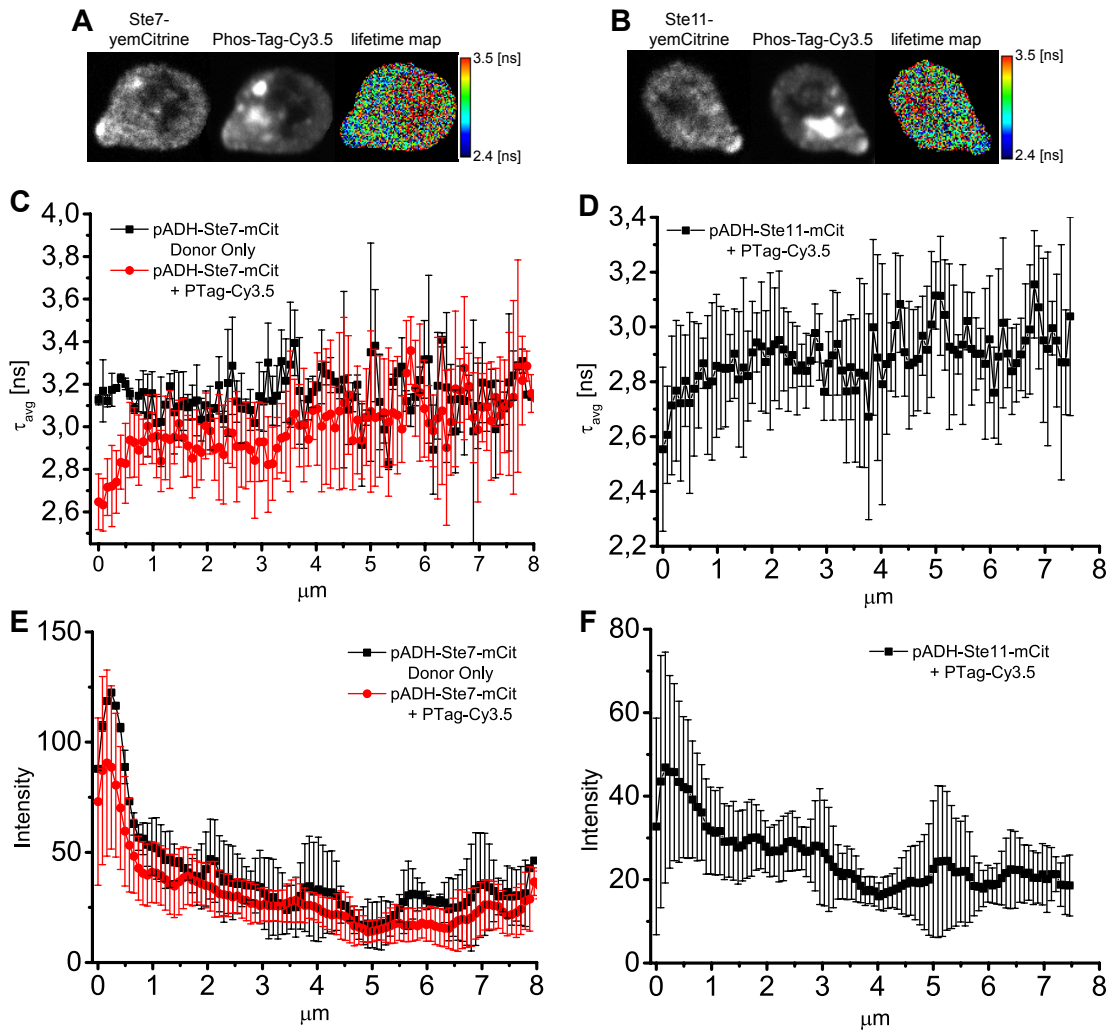 A
Ste7-
yemCitrine
Phos-Tag-Cy3.5
lifetime map
3.5 [ns]
2.4 [ns]
B
Ste11-
yemCitrine
Phos-Tag-Cy3.5
lifetime map
3.5 [ns]
2.4 [ns]
C
pADH-Ste7-mCit
Donor Only
pADH-Ste7-mCit
+ PTag-Cy3.5
4,0
3,8
3,6
3,4
3,2
3,0
2,8
2,6
τavg [ns]
0 1 2 3 4 5 6 7 8
μm
D
pADH-Ste11-mCit
+ PTag-Cy3.5
3,4
3,2
3,0
2,8
2,6
2,4
2,2
τavg [ns]
0 1 2 3 4 5 6 7 8
μm
E
pADH-Ste7-mCit
Donor Only
pADH-Ste7-mCit
+ PTag-Cy3.5
150
100
50
0
Intensity
0 1 2 3 4 5 6 7 8
μm
F
pADH-Ste11-mCit
+ PTag-Cy3.5
80
60
40
20
0
Intensity
0 1 2 3 4 5 6 7 8
μm